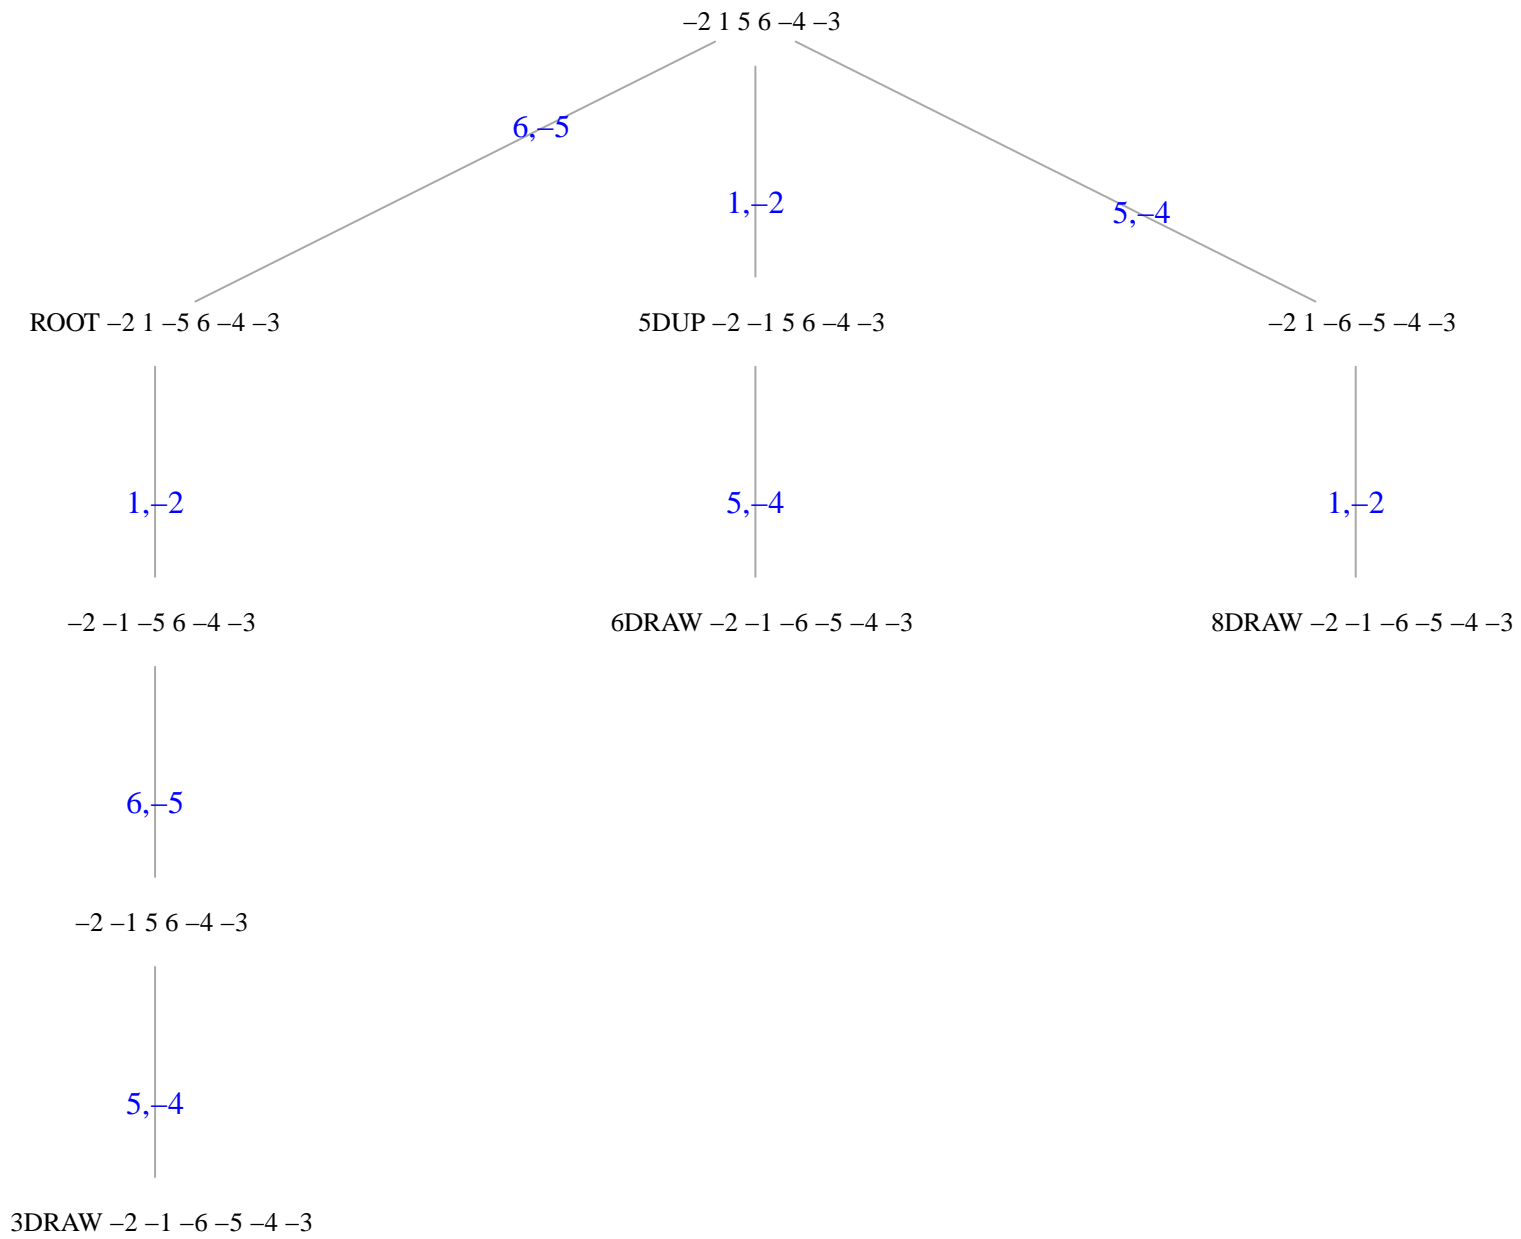 –2 1 5 6 –4 –3
6,–5
1,–2
5,–4
ROOT –2 1 –5 6 –4 –3
5DUP –2 –1 5 6 –4 –3
–2 1 –6 –5 –4 –3
1,–2
5,–4
1,–2
–2 –1 –5 6 –4 –3
6DRAW –2 –1 –6 –5 –4 –3
8DRAW –2 –1 –6 –5 –4 –3
6,–5
–2 –1 5 6 –4 –3
5,–4
3DRAW –2 –1 –6 –5 –4 –3